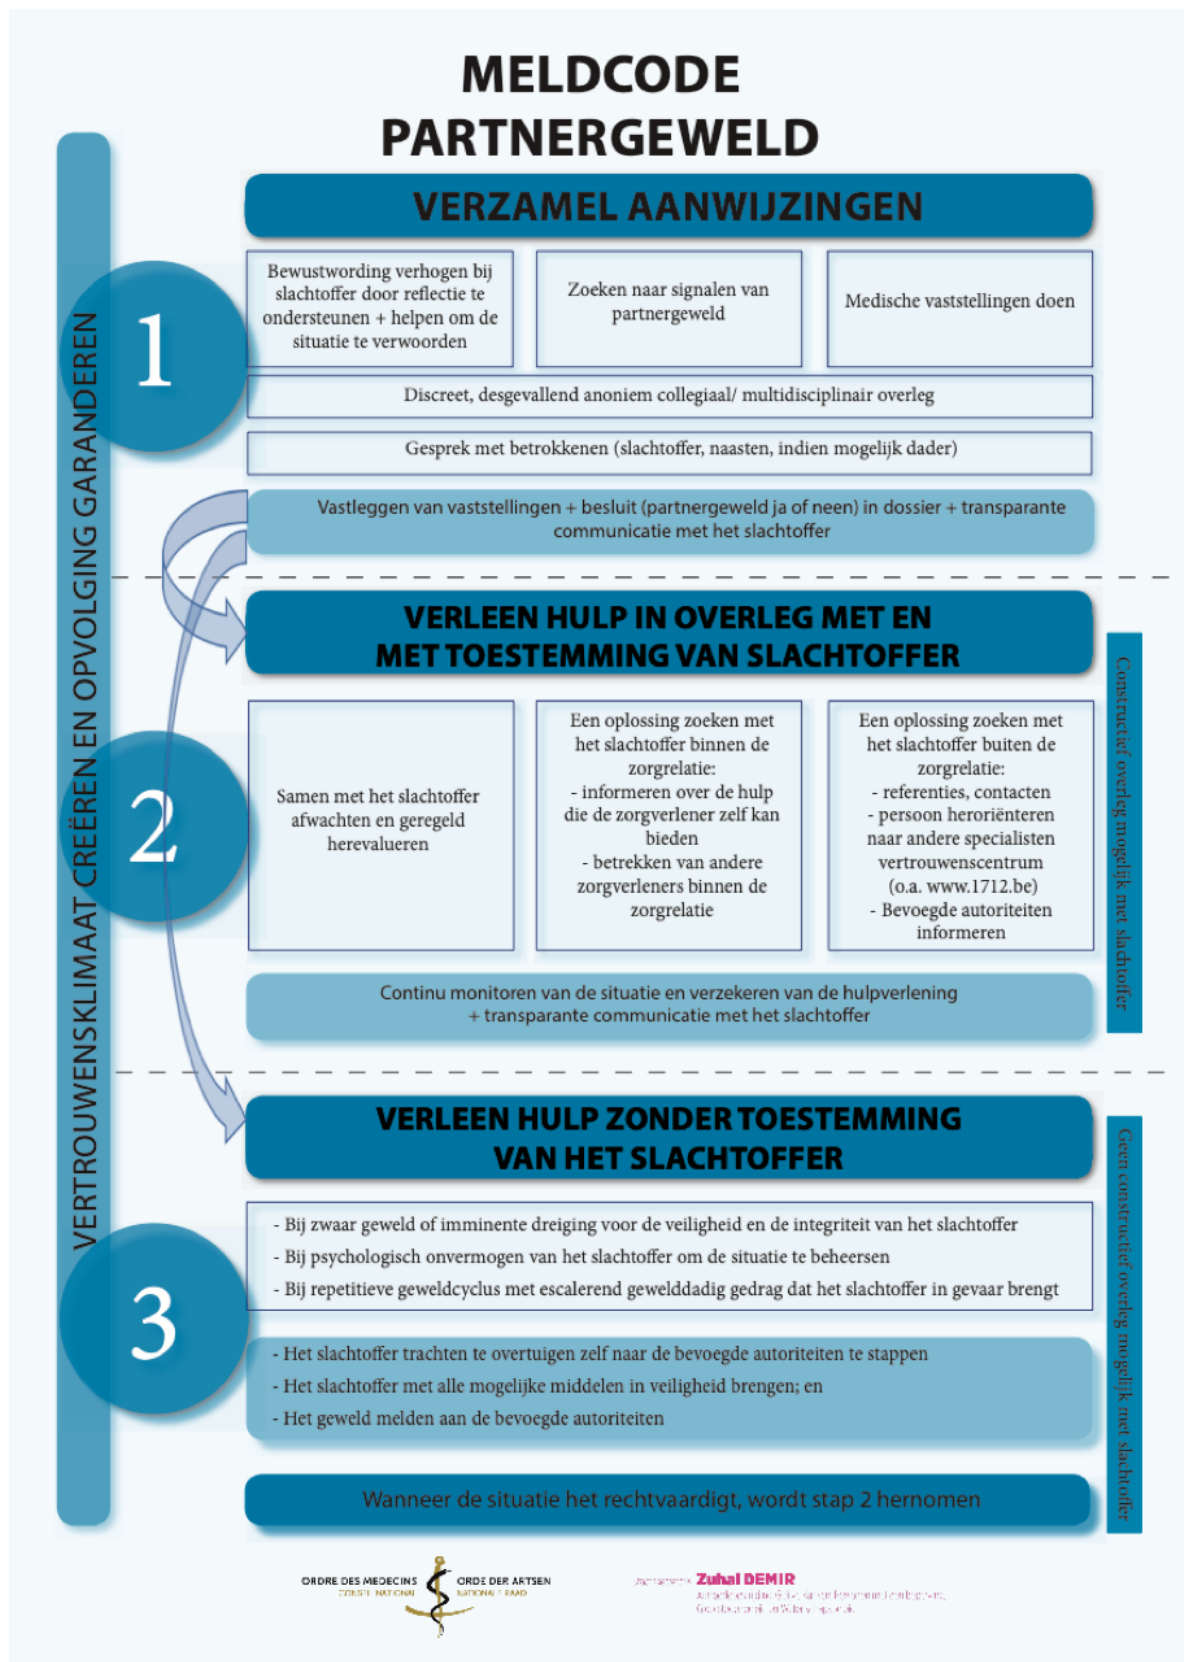 MELDCODE
PARTNERGEWELD
VERTROUWENSKLIMAAT CREËREN EN OPVOLGING GARANDEREN
1
VERZAMEL AANWIJZINGEN
Bewustwording verhogen bij
slachtoffer door reflectie te
ondersteunen + helpen om de
situatie te verwoorden
Zoeken naar signalen van
partnergeweld
Medische vaststellingen doen
Discreet, desgevallend anoniem collegiaal/ multidisciplinair overleg
Gesprek met betrokkenen (slachtoffer, naasten, indien mogelijk dader)
Vastleggen van vaststellingen + besluit (partnergeweld ja of neen) in dossier + transparante
communicatie met het slachtoffer
2
VERLEEN HULP IN OVERLEG MET EN
MET TOESTEMMING VAN SLACHTOFFER
Samen met het slachtoffer
afwachten en geregeld
herevalueren
Een oplossing zoeken met
het slachtoffer binnen de
zorgrelatie:
- informeren over de hulp
die de zorgverlener zelf kan
bieden
- betrekken van andere
zorgverleners binnen de
zorgrelatie
Een oplossing zoeken met
het slachtoffer buiten de
zorgrelatie:
- referenties, contacten
- persoon heroriënteren
naar andere specialisten
vertrouwenscentrum
(o.a. www.1712.be)
- Bevoegde autoriteiten
informeren
Continu monitoren van de situatie en verzekeren van de hulpverlening
+ transparante communicatie met het slachtoffer
Constructief overleg mogelijk met slachtoffer
3
VERLEEN HULP ZONDER TOESTEMMING
VAN HET SLACHTOFFER
- Bij zwaar geweld of imminente dreiging voor de veiligheid en de integriteit van het slachtoffer
- Bij psychologisch onvermogen van het slachtoffer om de situatie te beheersen
- Bij repetitieve geweldcyclus met escalerend gewelddadig gedrag dat het slachtoffer in gevaar brengt
- Het slachtoffer trachten te overtuigen zelf naar de bevoegde autoriteiten te stappen
- Het slachtoffer met alle mogelijke middelen in veiligheid brengen; en
- Het geweld melden aan de bevoegde autoriteiten
Wanneer de situatie het rechtvaardigt, wordt stap 2 hernomen
Geen constructief overleg mogelijk met slachtoffer
ORDRE DES MEDECINS
CONSEIL NATIONAL
ORDE DER ARTSEN
NATIONALE RAAD
Zuhal DEMIR